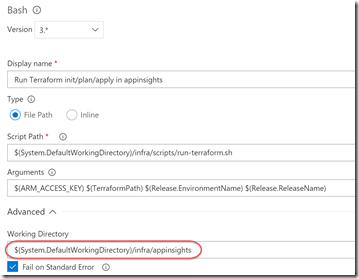 Bash
Version 3.*
Display name *
Run Terraform init/plan/apply in appinsights
Type
File Path Inline
Script Path *
$(System.DefaultWorkingDirectory)/infra/scripts/run-terraform.sh
Arguments
$(ARM_ACCESS_KEY) $(TerraformPath) $(Release.EnvironmentName) $(Release.ReleaseName)
Advanced
Working Directory
$(System.DefaultWorkingDirectory)/infra/appinsights
Fail on Standard Error